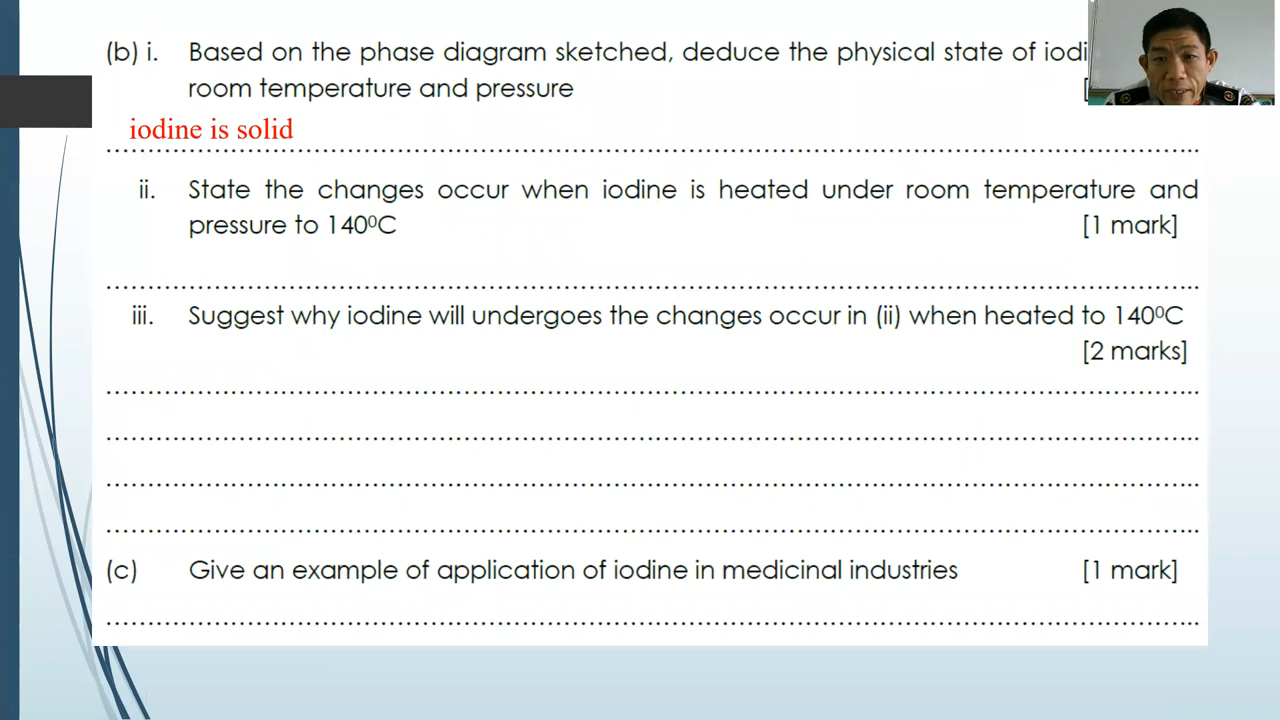 (b) i. Based on the phase diagram sketched, deduce the physical state of
room temperature and pressure
iodine is solid
ii. State the changes occur when iodine is heated under room temperature and
pressure to 140⁰C [1 mark]
iii. Suggest why iodine will undergoes the changes occur in (ii) when heated to 140⁰C
[2 marks]
(c) Give an example of application of iodine in medicinal industries [1 mark]